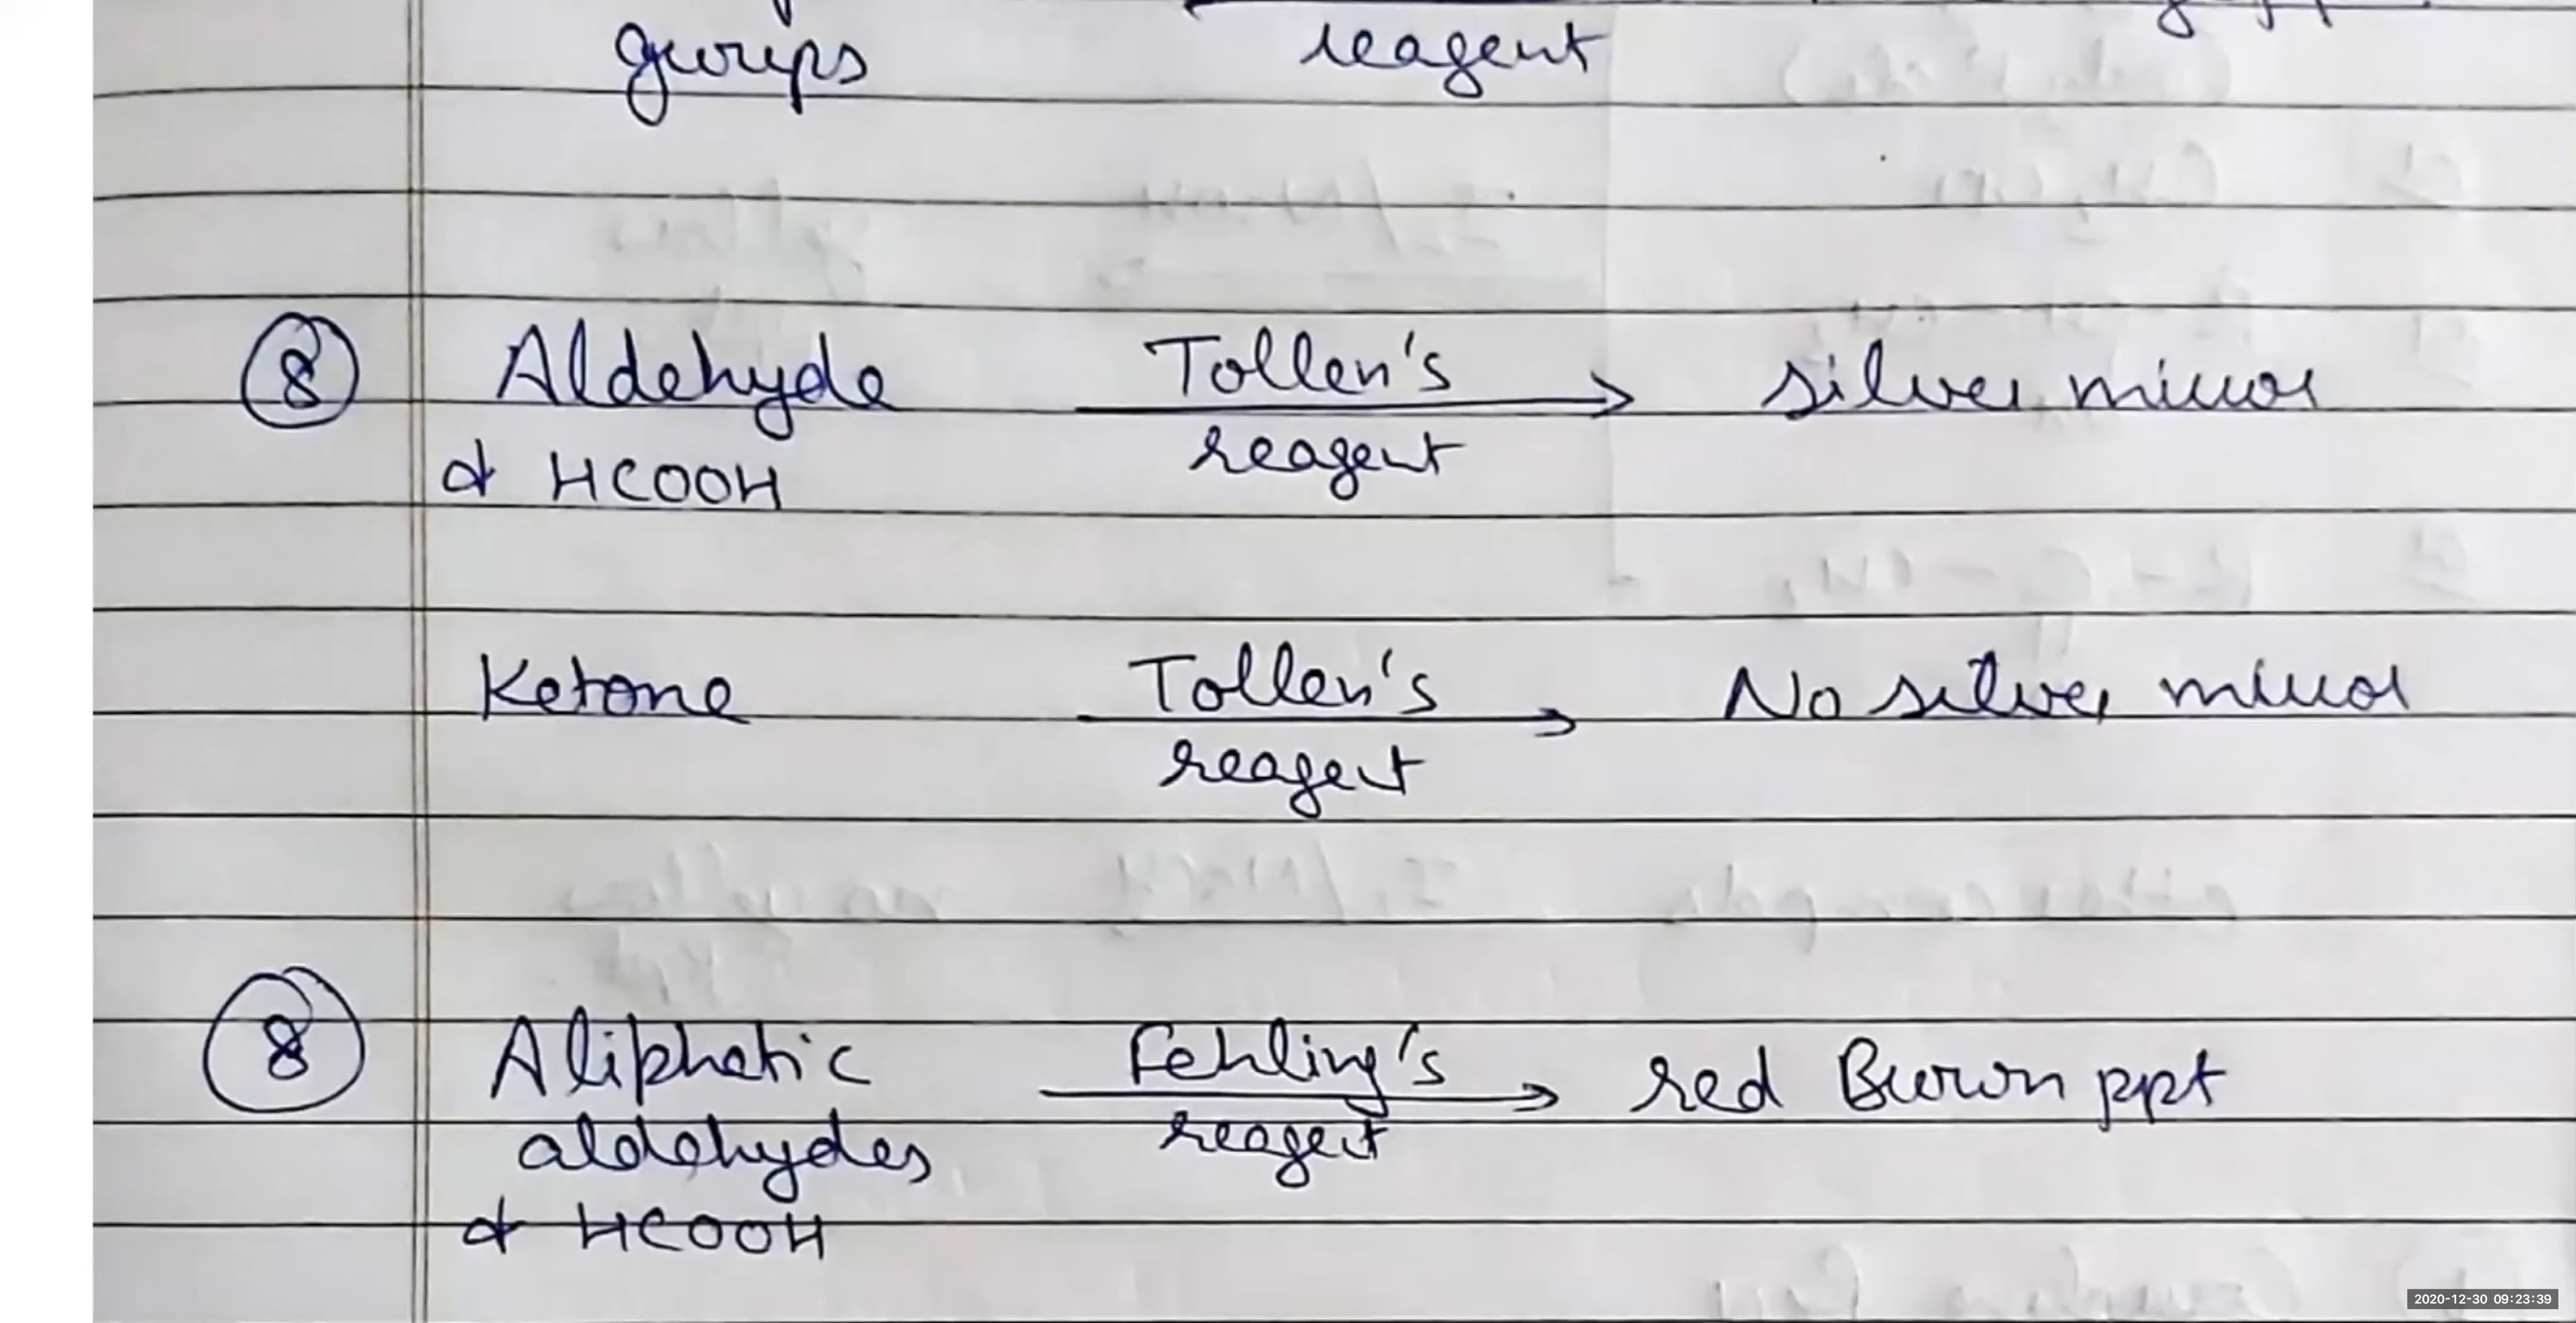 groups
reagent
8 Aldehyde Tollen's silver mirror
& HCOOH reagent
Ketone Tollen's No silver mirror
reagent
8 Aliphatic Fehling's red Brown ppt
aldehydes reagent
& HCOOH
2020-12-30 09:23:39